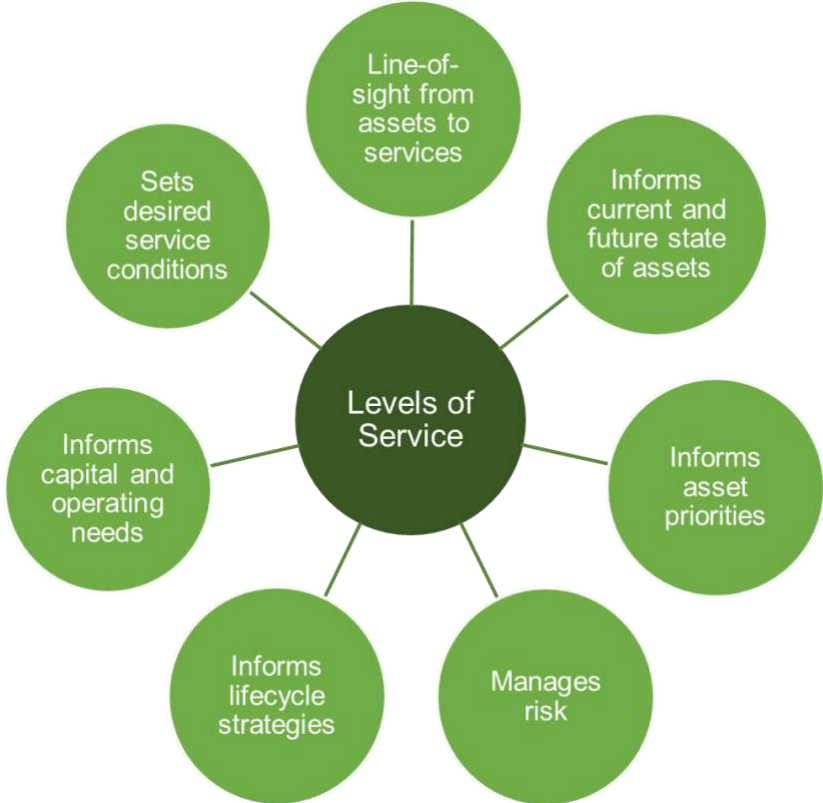 Line-of-
sight from
assets to
services
Informs
current and
future state
of assets
Informs
asset
priorities
Manages
risk
Informs
lifecycle
strategies
Informs
capital and
operating
needs
Sets
desired
service
conditions
Levels of
Service